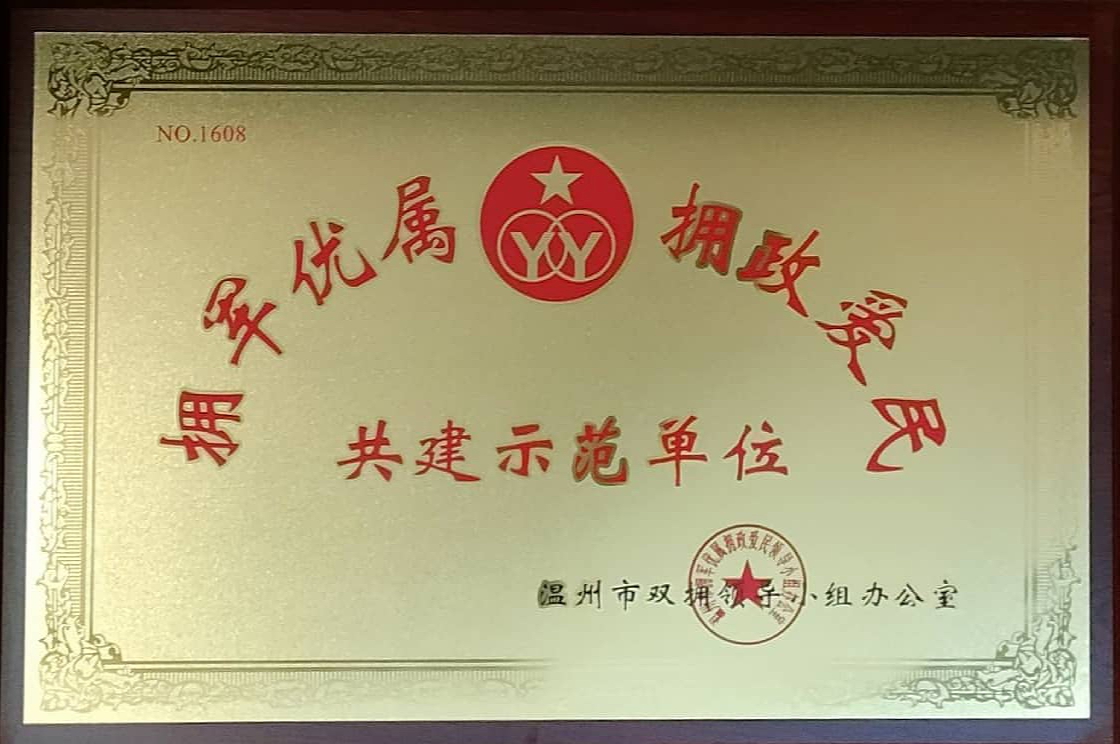 NO.1608
拥军优属 YY 拥政爱民
共建示范单位
温州市双拥领导小组办公室